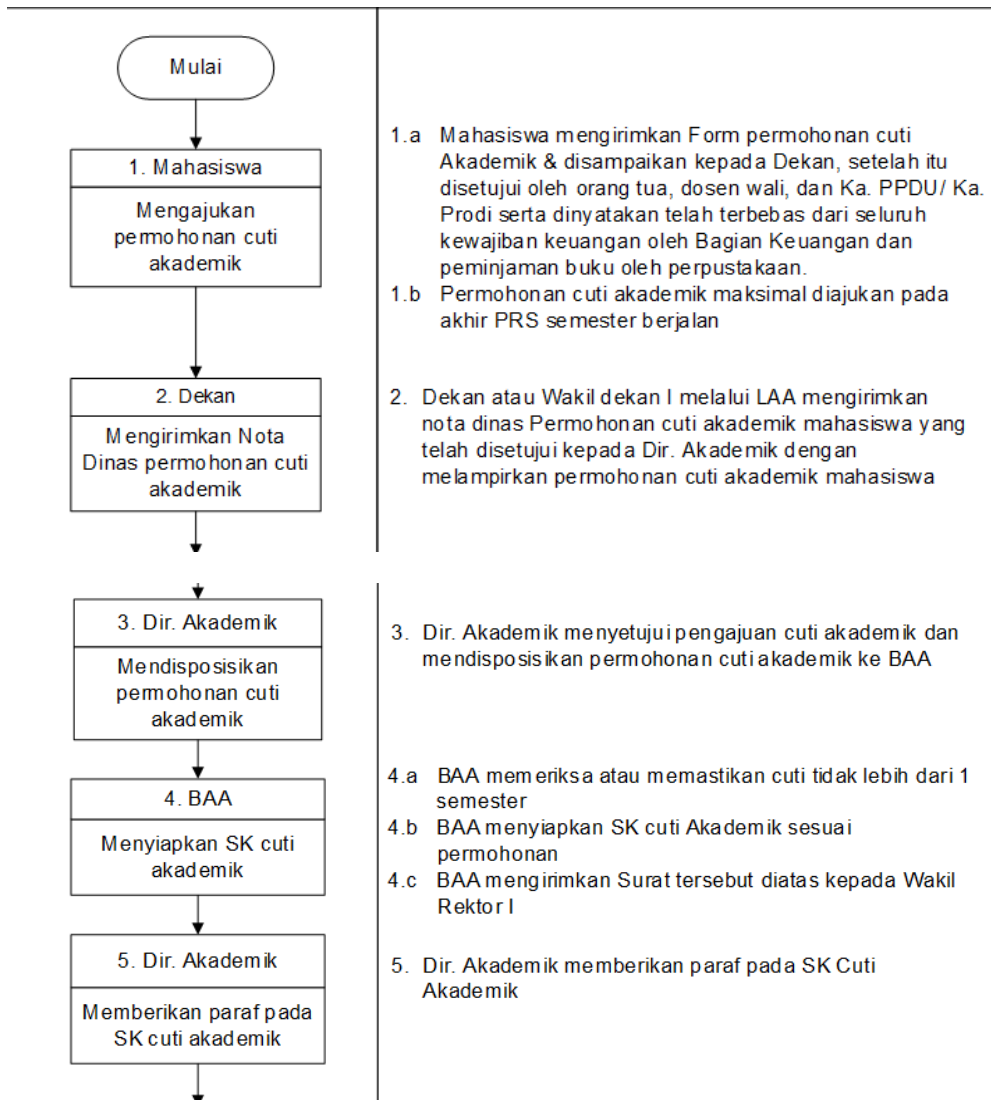 Mulai
1. Mahasiswa
Mengajukan
permohonan cuti
akademik
1.a Mahasiswa mengirimkan Form permohonan cuti
Akademik & disampaikan kepada Dekan, setelah itu
disetujui oleh orang tua, dosen wali, dan Ka. PPDU/ Ka.
Prodi serta dinyatakan telah terbebas dari seluruh
kewajiban keuangan oleh Bagian Keuangan dan
peminjaman buku oleh perpustakaan.
1.b Permohonan cuti akademik maksimal diajukan pada
akhir PRS semester berjalan
2. Dekan
Mengirimkan Nota
Dinas permohonan cuti
akademik
2. Dekan atau Wakil dekan I melalui LAA mengirimkan
nota dinas Permohonan cuti akademik mahasiswa yang
telah disetujui kepada Dir. Akademik dengan
melampirkan permohonan cuti akademik mahasiswa
3. Dir. Akademik
Mendisposisikan
permohonan cuti
akademik
3. Dir. Akademik menyetujui pengajuan cuti akademik dan
mendisposisikan permohonan cuti akademik ke BAA
4. BAA
Menyiapkan SK cuti
akademik
4.a BAA memeriksa atau memastikan cuti tidak lebih dari 1
semester
4.b BAA menyiapkan SK cuti Akademik sesuai
permohonan
4.c BAA mengirimkan Surat tersebut diatas kepada Wakil
Rektor I
5. Dir. Akademik
Memberikan paraf pada
SK cuti akademik
5. Dir. Akademik memberikan paraf pada SK Cuti
Akademik